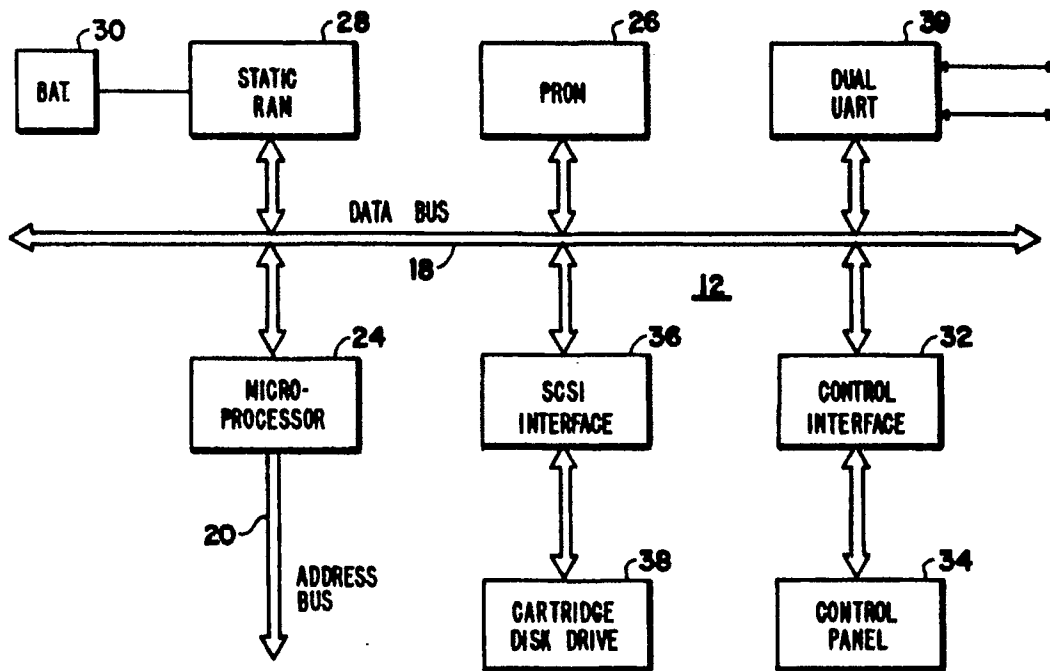 30
28
26
39
BAT.
STATIC
RAM
PROM
DUAL
UART
DATA BUS
18
12
24
36
32
MICRO-
PROCESSOR
SCSI
INTERFACE
CONTROL
INTERFACE
20
ADDRESS
BUS
38
34
CARTRIDGE
DISK DRIVE
CONTROL
PANEL